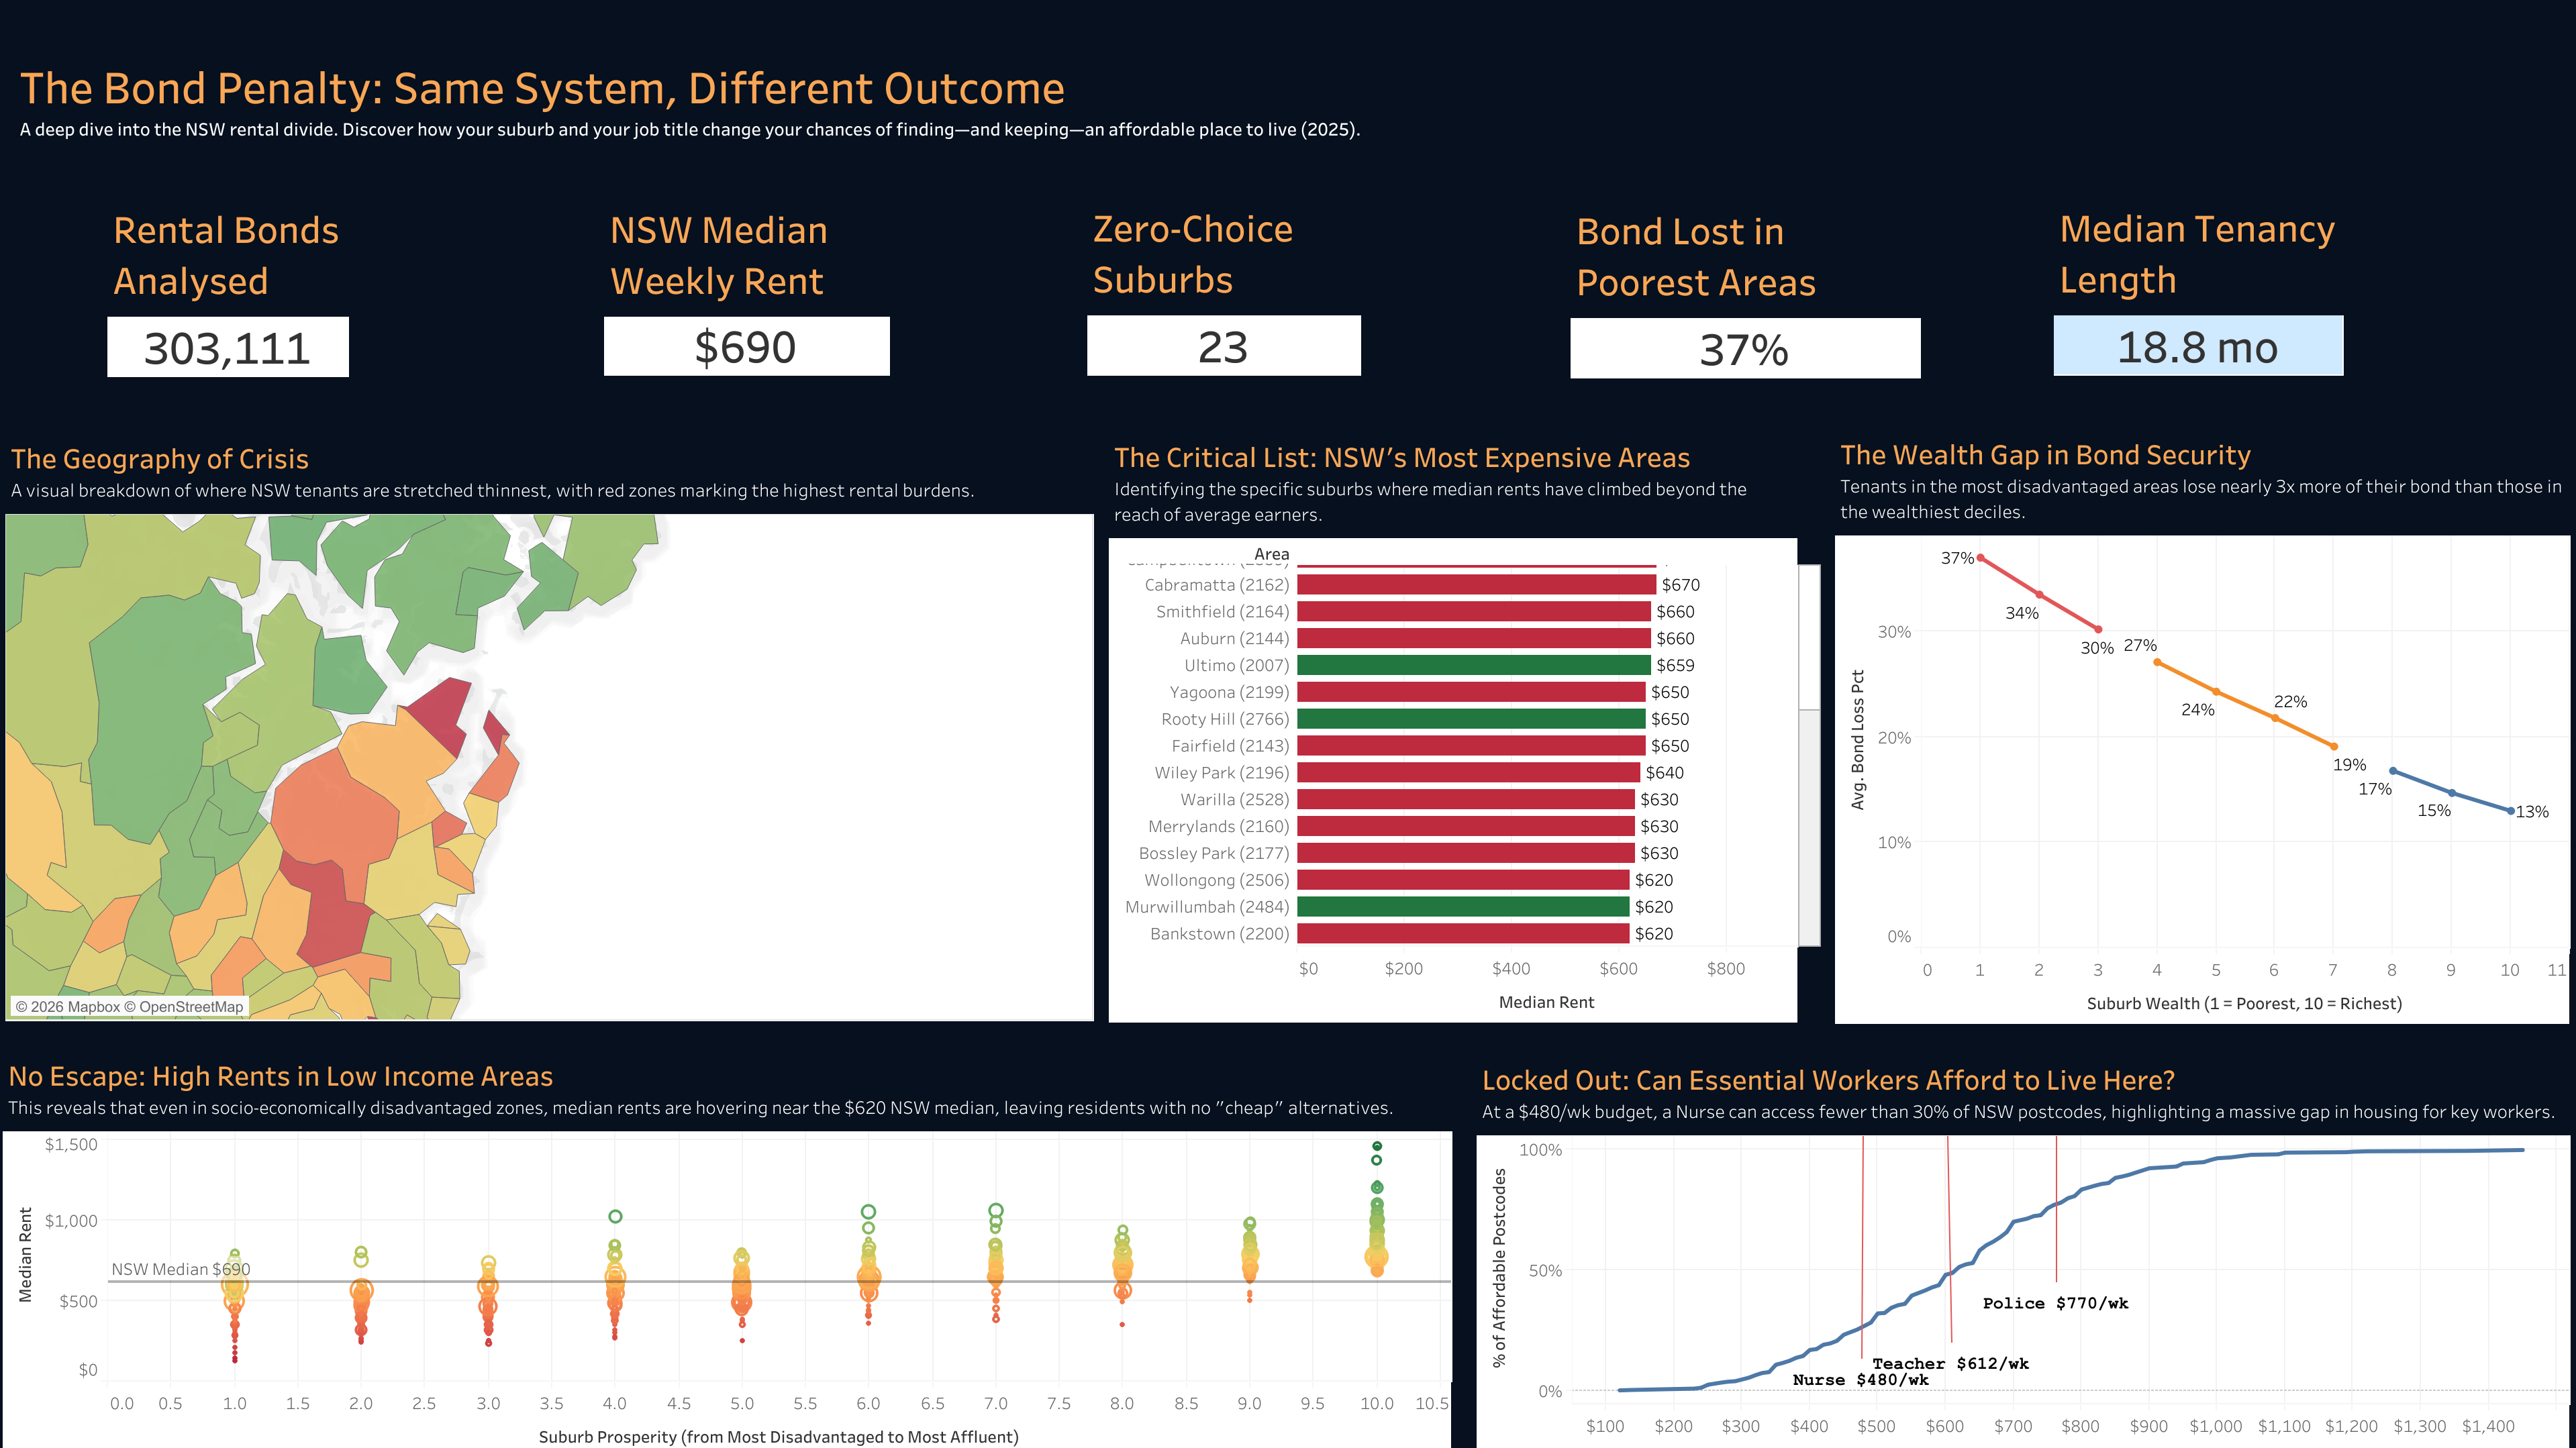 The Bond Penalty: Same System, Different Outcome
A deep dive into the NSW rental divide. Discover how your suburb and your job title change your chances of finding—and keeping—an affordable place to live (2025).
Rental Bonds
Analysed
303,111
NSW Median
Weekly Rent
$690
Zero-Choice
Suburbs
23
Bond Lost in
Poorest Areas
37%
Median Tenancy
Length
18.8 mo
The Geography of Crisis
A visual breakdown of where NSW tenants are stretched thinnest, with red zones marking the highest rental burdens.
© 2026 Mapbox © OpenStreetMap
The Critical List: NSW's Most Expensive Areas
Identifying the specific suburbs where median rents have climbed beyond the
reach of average earners.
Area
Cabramatta (2162) $670
Smithfield (2164) $660
Auburn (2144) $660
Ultimo (2007) $659
Yagoona (2199) $650
Rooty Hill (2766) $650
Fairfield (2143) $650
Wiley Park (2196) $640
Warilla (2528) $630
Merrylands (2160) $630
Bossley Park (2177) $630
Wollongong (2506) $620
Murwillumbah (2484) $620
Bankstown (2200) $620
$0 $200 $400 $600 $800
Median Rent
The Wealth Gap in Bond Security
Tenants in the most disadvantaged areas lose nearly 3x more of their bond than those in
the wealthiest deciles.
Avg. Bond Loss Pct
30%
20%
10%
0%
37%
34%
30%
27%
24%
22%
19%
17%
15%
13%
0 1 2 3 4 5 6 7 8 9 10 11
Suburb Wealth (1 = Poorest, 10 = Richest)
No Escape: High Rents in Low Income Areas
This reveals that even in socio-economically disadvantaged zones, median rents are hovering near the $620 NSW median, leaving residents with no "cheap" alternatives.
Median Rent
$1,500
$1,000
$500
$0
NSW Median $690
0.0 0.5 1.0 1.5 2.0 2.5 3.0 3.5 4.0 4.5 5.0 5.5 6.0 6.5 7.0 7.5 8.0 8.5 9.0 9.5 10.0 10.5
Suburb Prosperity (from Most Disadvantaged to Most Affluent)
Locked Out: Can Essential Workers Afford to Live Here?
At a $480/wk budget, a Nurse can access fewer than 30% of NSW postcodes, highlighting a massive gap in housing for key workers.
% of Affordable Postcodes
100%
50%
0%
Police $770/wk
Teacher $612/wk
Nurse $480/wk
$100 $200 $300 $400 $500 $600 $700 $800 $900 $1,000 $1,100 $1,200 $1,300 $1,400